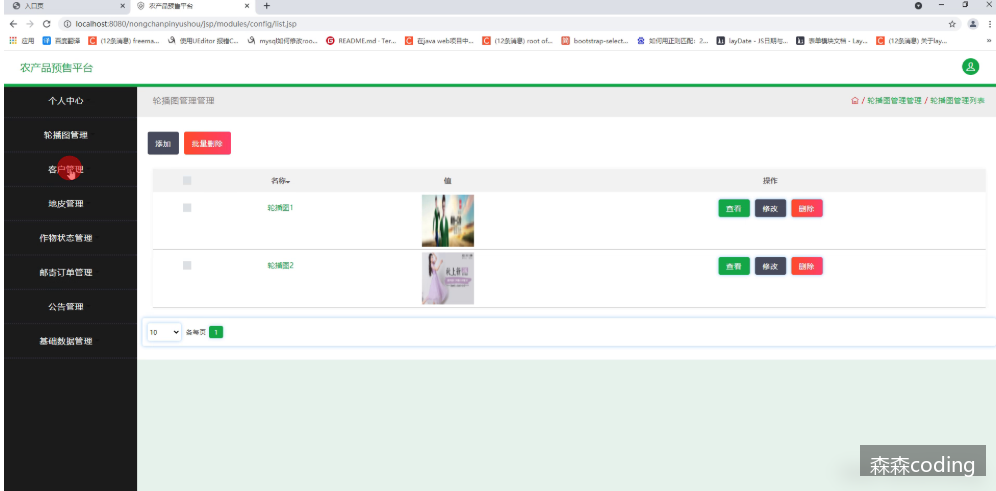 入口页
农产品预售平台
localhost:8080/nongchanpinyushou/jsp/modules/config/list.jsp
应用 百度翻译 (12条消息) freema... 使用UEditor 报错C... mysql如何修改roo... README.md · Ter... 在java web项目中... (12条消息) root of... bootstrap-select... 如何用正则匹配：2... layDate - JS日期与... 表单模块文档 - Lay... (12条消息) 关于lay...
农产品预售平台
个人中心
轮播图管理
客户管理
地皮管理
作物状态管理
邮寄订单管理
公告管理
基础数据管理
轮播图管理管理
/ 轮播图管理管理 / 轮播图管理列表
添加 批量删除
名称 值 操作
轮播图1 查看 修改 删除
轮播图2 查看 修改 删除
10 条每页 1
森森coding